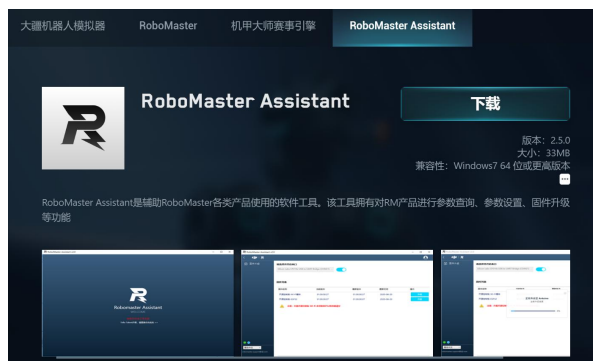 大疆机器人模拟器
RoboMaster
机甲大师赛事引擎
RoboMaster Assistant
RoboMaster Assistant
下载
版本：2.5.0
大小：33MB
兼容性：Windows7 64 位或更高版本
RoboMaster Assistant是辅助RoboMaster各类产品使用的软件工具。该工具拥有对RM产品进行参数查询、参数设置、固件升级
等功能
Robomaster Assistant